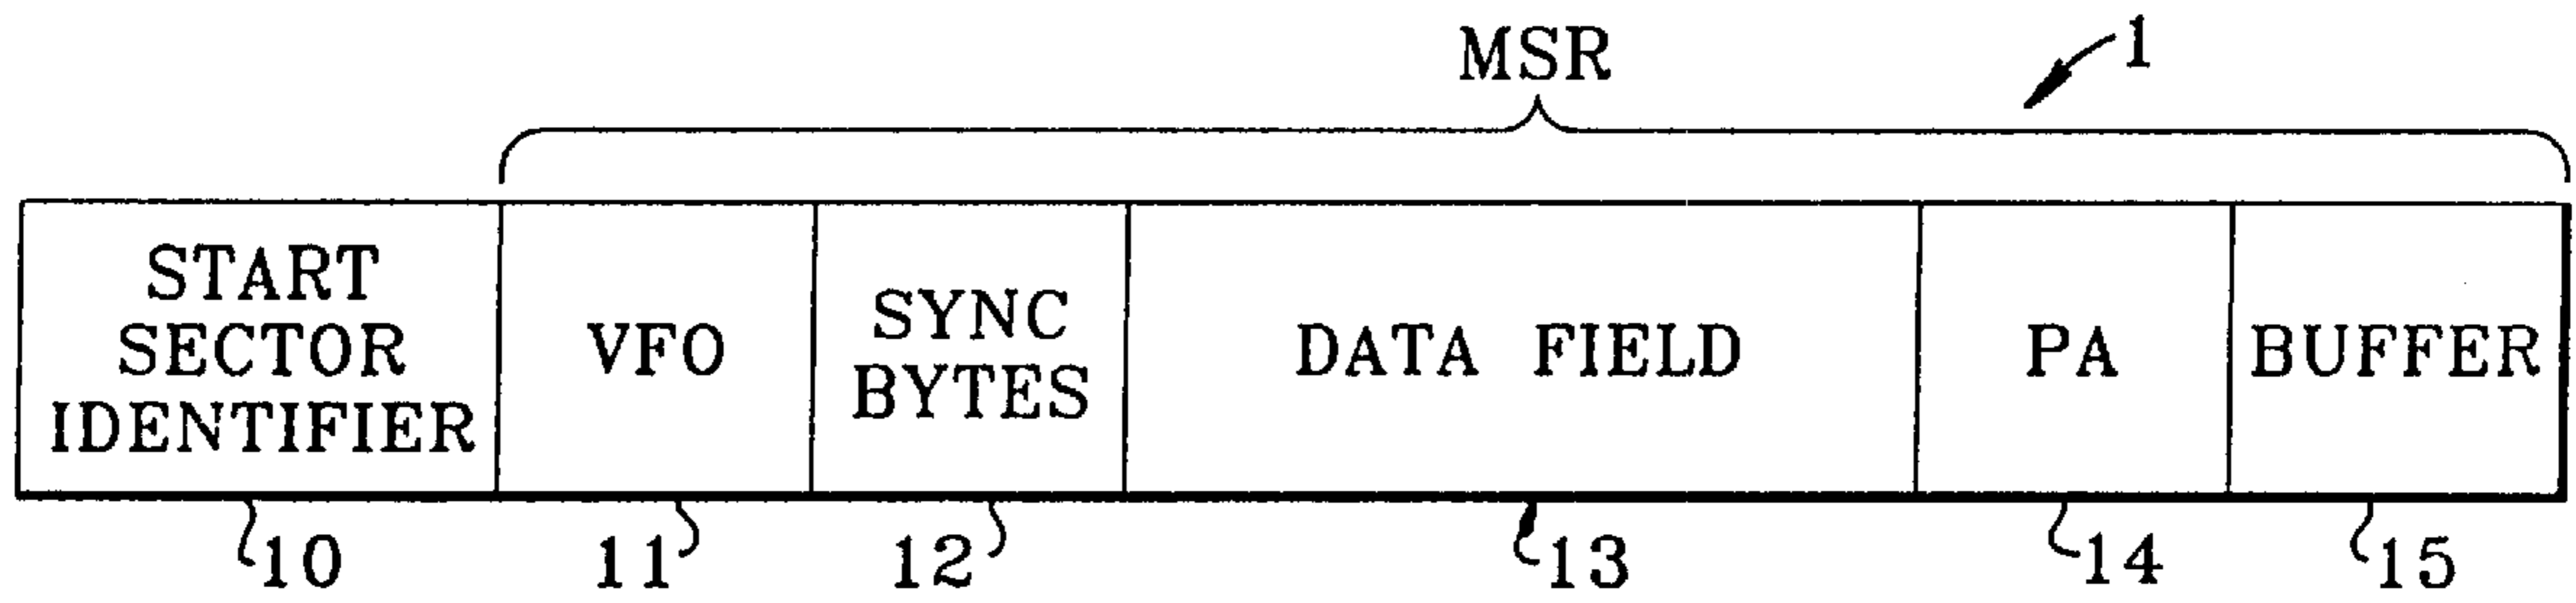 MSR
1
START
SECTOR
IDENTIFIER
VFO
SYNC
BYTES
DATA FIELD
PA
BUFFER
10
11
12
13
14
15